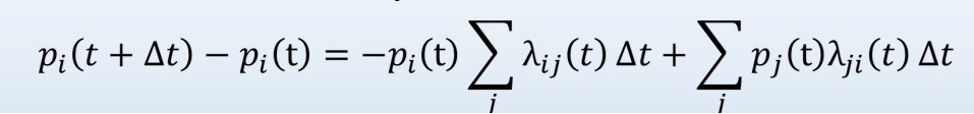 pᵢ(t + Δt) − pᵢ(t) = −pᵢ(t) ∑ⱼ λᵢⱼ(t) Δt + ∑ⱼ pⱼ(t)λⱼᵢ(t) Δt